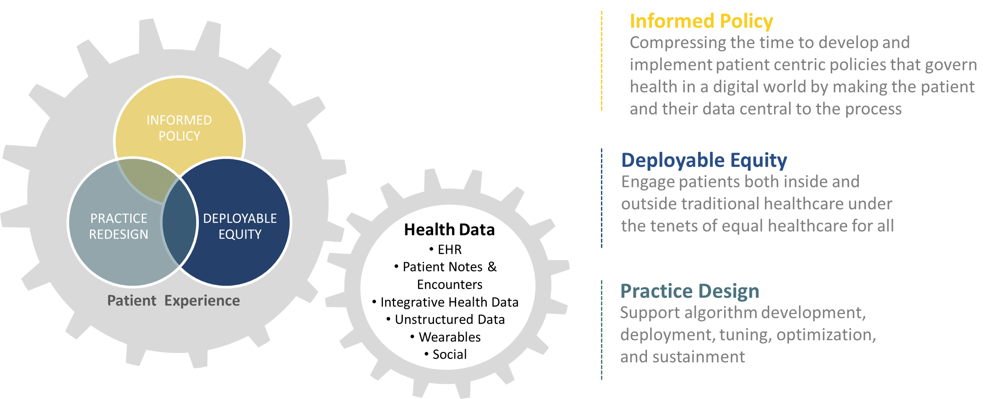 INFORMED
POLICY
PRACTICE
REDESIGN
DEPLOYABLE
EQUITY
Patient Experience
Health Data
• EHR
• Patient Notes &
Encounters
• Integrative Health Data
• Unstructured Data
• Wearables
• Social
Informed Policy
Compressing the time to develop and
implement patient centric policies that govern
health in a digital world by making the patient
and their data central to the process
Deployable Equity
Engage patients both inside and
outside traditional healthcare under
the tenets of equal healthcare for all
Practice Design
Support algorithm development,
deployment, tuning, optimization,
and sustainment